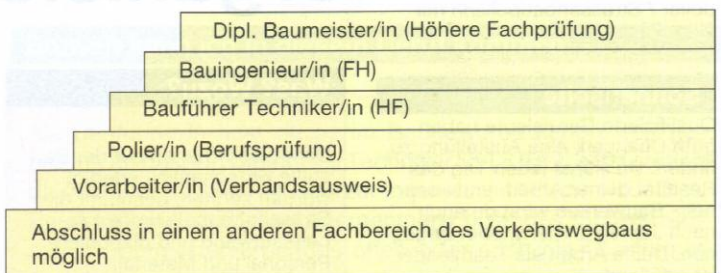 Dipl. Baumeister/in (Höhere Fachprüfung)
Bauingenieur/in (FH)
Bauführer Techniker/in (HF)
Polier/in (Berufsprüfung)
Vorarbeiter/in (Verbandsausweis)
Abschluss in einem anderen Fachbereich des Verkehrswegbaus
möglich